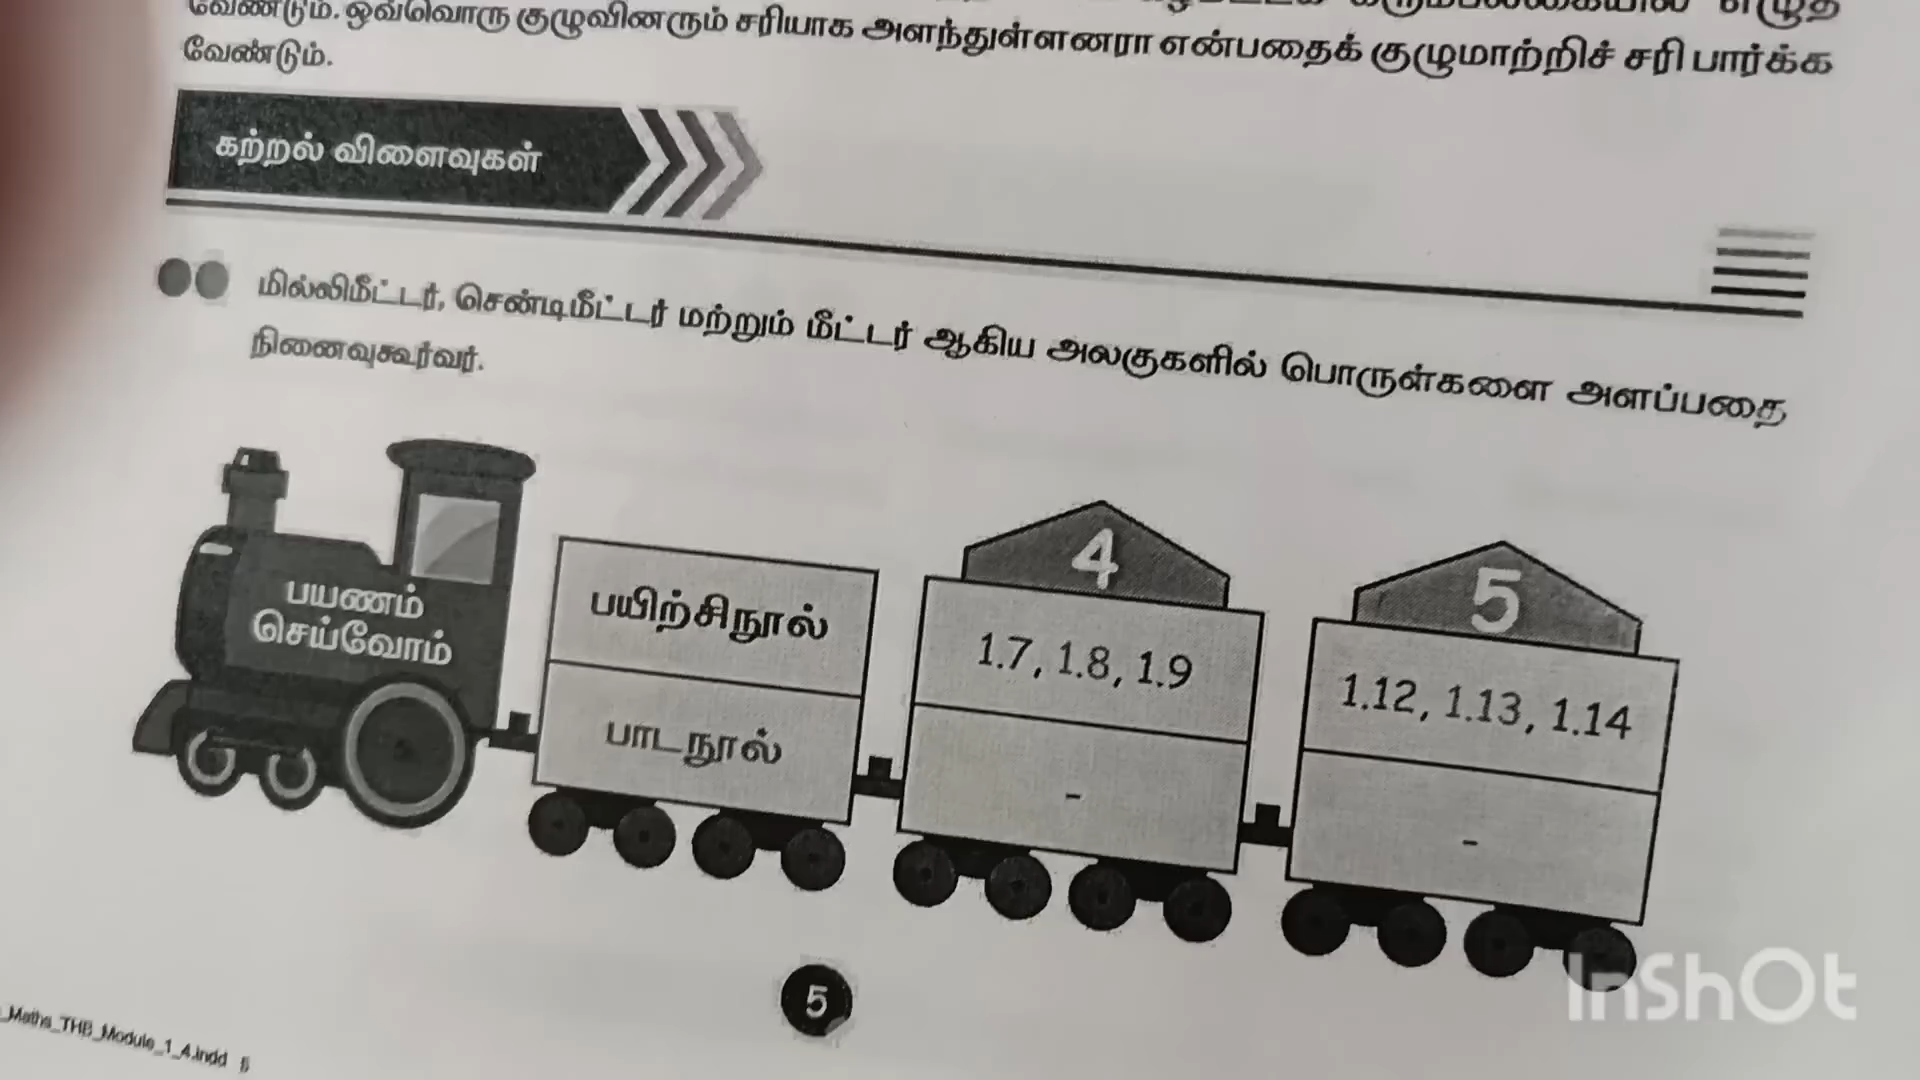 வேண்டும். ஒவ்வொரு குழுவினரும் சரியாக அளந்துள்ளனரா என்பதைக் குழுமாற்றிச் சரி பார்க்க
வேண்டும்.
கற்றல் விளைவுகள்
மில்லிமீட்டர், சென்டிமீட்டர் மற்றும் மீட்டர் ஆகிய அலகுகளில் பொருள்களை அளப்பதை
நினைவுகூர்வர்.
பயணம்
செய்வோம்
பயிற்சிநூல்
பாடநூல்
4
1.7, 1.8, 1.9
-
5
1.12, 1.13, 1.14
-
5
_Maths_THB_Module_1_4.indd 5
InShOt